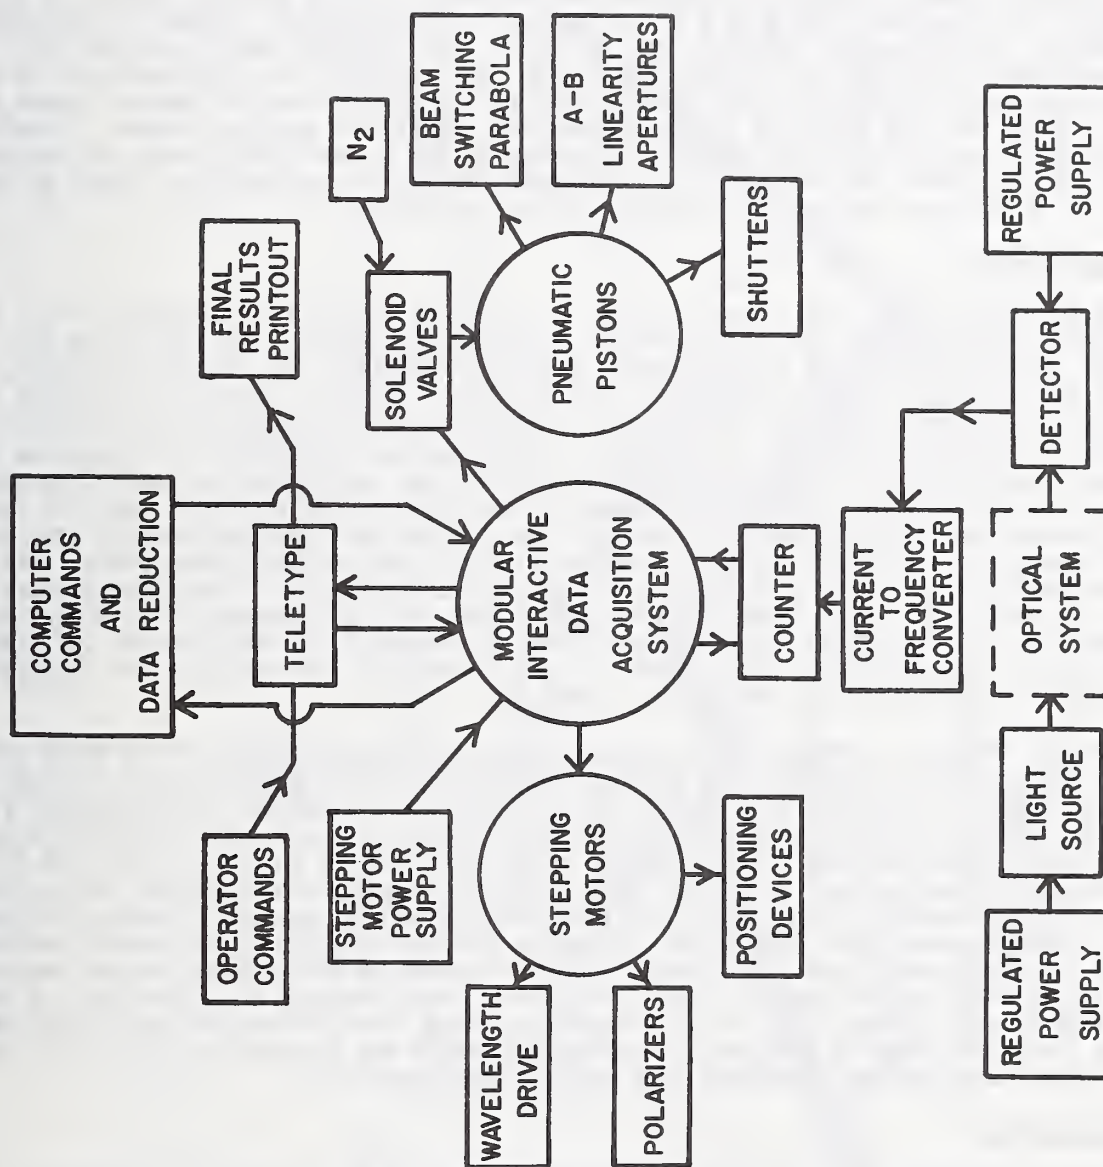 COMPUTER
COMMANDS
AND
DATA REDUCTION
OPERATOR
COMMANDS
TELETYPE
FINAL
RESULTS
PRINTOUT
STEPPING
MOTOR
POWER
SUPPLY
N2
SOLENOID
VALVES
WAVELENGTH
DRIVE
STEPPING
MOTORS
MODULAR
INTERACTIVE
DATA
ACQUISITION
SYSTEM
PNEUMATIC
PISTONS
BEAM
SWITCHING
PARABOLA
POLARIZERS
A-B
LINEARITY
APERTURES
POSITIONING
DEVICES
COUNTER
SHUTTERS
CURRENT
TO
FREQUENCY
CONVERTER
REGULATED
POWER
SUPPLY
LIGHT
SOURCE
OPTICAL
SYSTEM
DETECTOR
REGULATED
POWER
SUPPLY